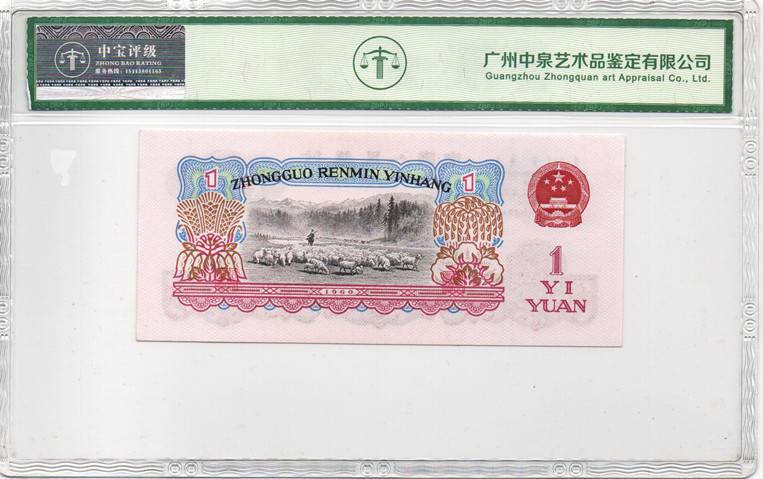 中宝评级
ZHONG BAO RATING
广州中泉艺术品鉴定有限公司
Guangzhou Zhongquan art Appraisal Co., Ltd.
1
ZHONGGUO RENMIN YINHANG
1
1960
1
YI
YUAN